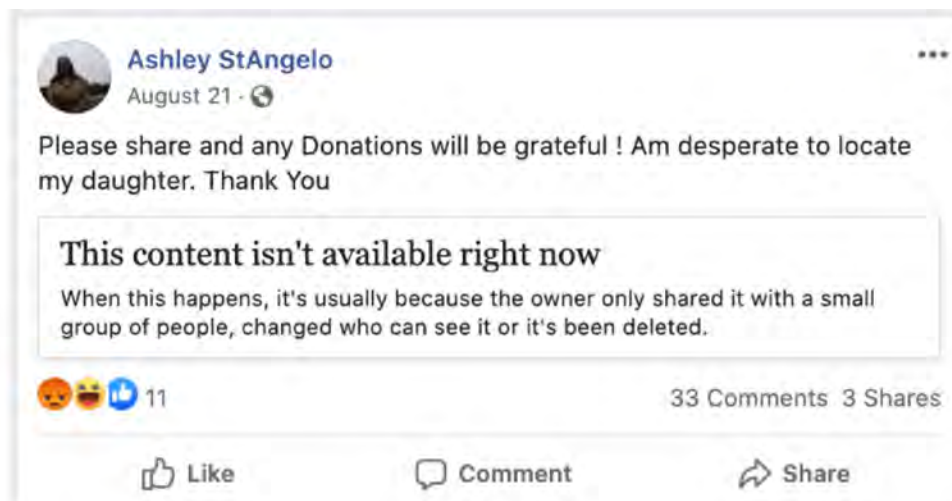 Ashley StAngelo
August 21 ·
Please share and any Donations will be grateful ! Am desperate to locate
my daughter. Thank You
This content isn't available right now
When this happens, it's usually because the owner only shared it with a small
group of people, changed who can see it or it's been deleted.
11 33 Comments 3 Shares
Like Comment Share